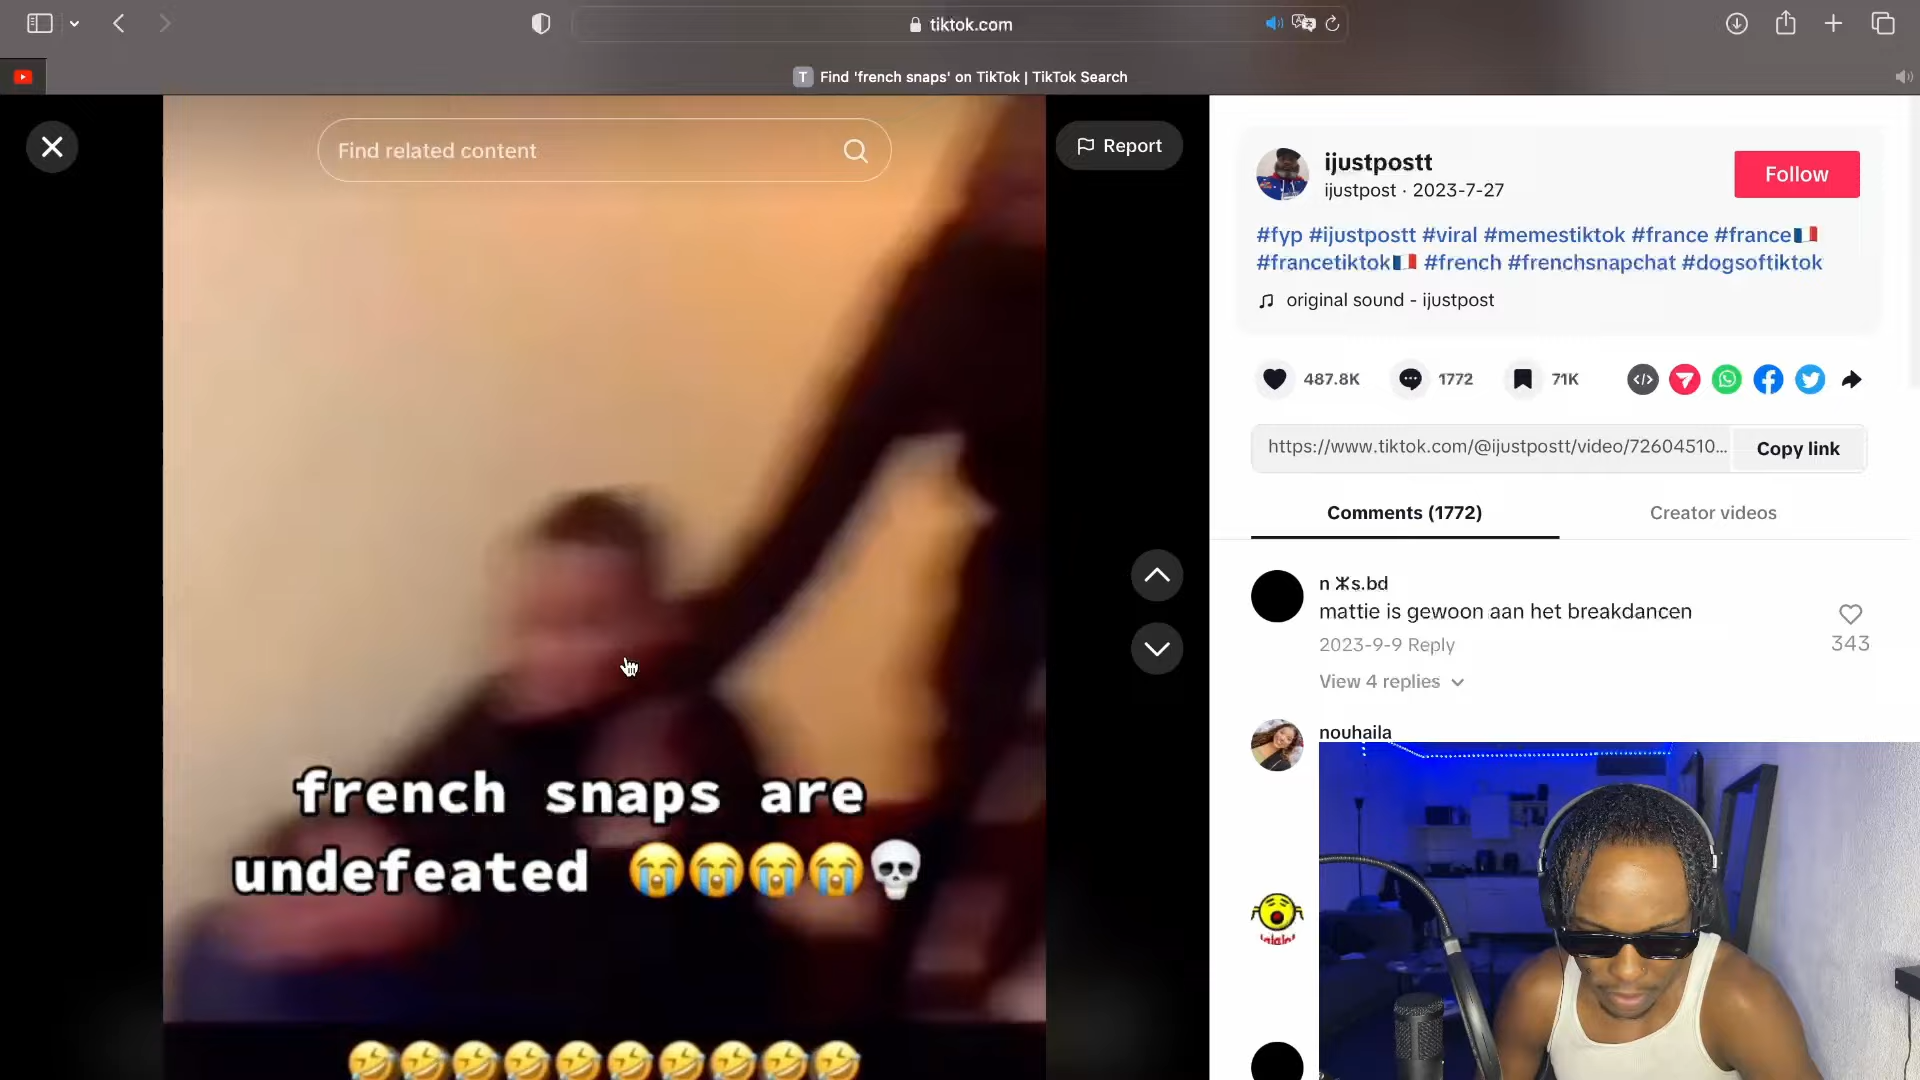 tiktok.com
Find 'french snaps' on TikTok | TikTok Search
Find related content
Report
french snaps are
undefeated 😭😭😭😭💀
🤣🤣🤣🤣🤣🤣🤣🤣🤣🤣
ijustpostt
ijustpost · 2023-7-27
Follow
#fyp #ijustpostt #viral #memestiktok #france #france🇫🇷
#francetiktok🇫🇷 #french #frenchsnapchat #dogsoftiktok
original sound - ijustpost
487.8K
1772
71K
https://www.tiktok.com/@ijustpostt/video/72604510...
Copy link
Comments (1772)
Creator videos
n ⵣs.bd
mattie is gewoon aan het breakdancen
2023-9-9 Reply
343
View 4 replies
nouhaila